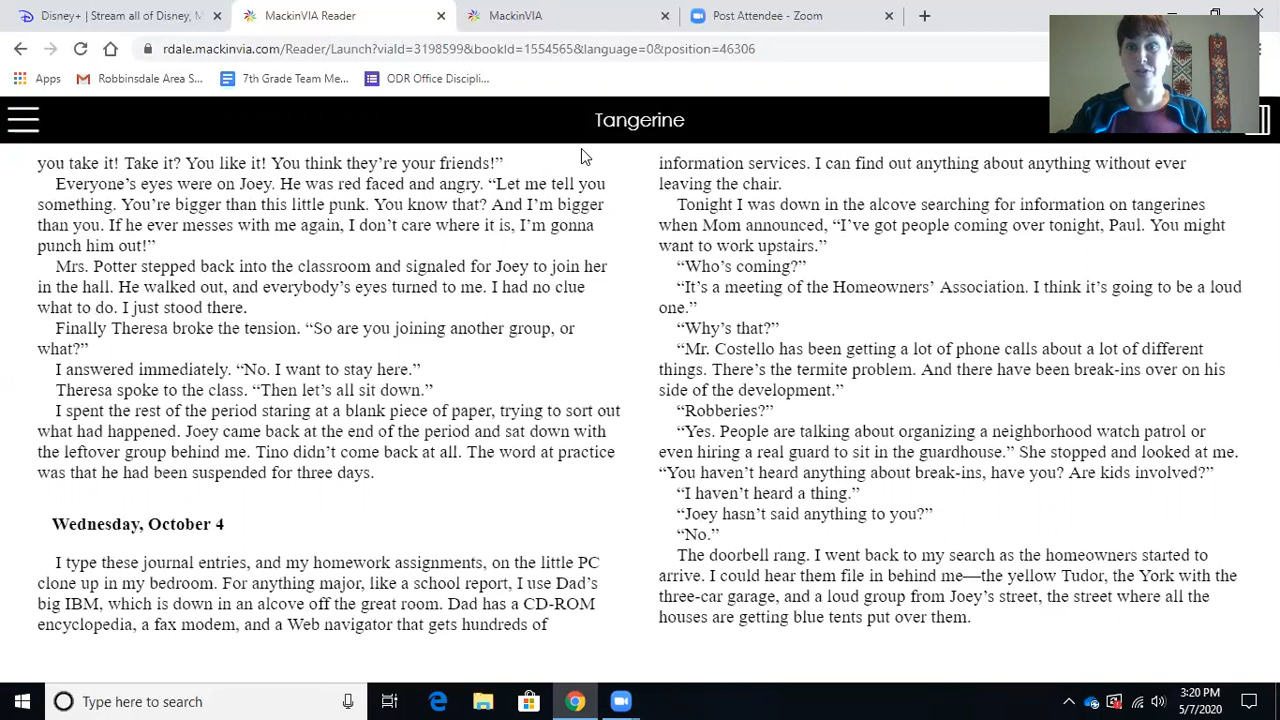 Disney+ | Stream all of Disney, M
MackinVIA Reader
MackinVIA
Post Attendee - Zoom
rdale.mackinvia.com/Reader/Launch?viaId=3198599&bookId=1554565&language=0&position=46306
Apps
Robbinsdale Area S...
7th Grade Team Me...
ODR Office Discipli...
Tangerine
you take it! Take it? You like it! You think they’re your friends!”
Everyone’s eyes were on Joey. He was red faced and angry. “Let me tell you
something. You’re bigger than this little punk. You know that? And I’m bigger
than you. If he ever messes with me again, I don’t care where it is, I’m gonna
punch him out!”
Mrs. Potter stepped back into the classroom and signaled for Joey to join her
in the hall. He walked out, and everybody’s eyes turned to me. I had no clue
what to do. I just stood there.
Finally Theresa broke the tension. “So are you joining another group, or
what?”
I answered immediately. “No. I want to stay here.”
Theresa spoke to the class. “Then let’s all sit down.”
I spent the rest of the period staring at a blank piece of paper, trying to sort out
what had happened. Joey came back at the end of the period and sat down with
the leftover group behind me. Tino didn’t come back at all. The word at practice
was that he had been suspended for three days.
Wednesday, October 4
I type these journal entries, and my homework assignments, on the little PC
clone up in my bedroom. For anything major, like a school report, I use Dad’s
big IBM, which is down in an alcove off the great room. Dad has a CD-ROM
encyclopedia, a fax modem, and a Web navigator that gets hundreds of
information services. I can find out anything about anything without ever
leaving the chair.
Tonight I was down in the alcove searching for information on tangerines
when Mom announced, “I’ve got people coming over tonight, Paul. You might
want to work upstairs.”
“Who’s coming?”
“It’s a meeting of the Homeowners’ Association. I think it’s going to be a loud
one.”
“Why’s that?”
“Mr. Costello has been getting a lot of phone calls about a lot of different
things. There’s the termite problem. And there have been break-ins over on his
side of the development.”
“Robberies?”
“Yes. People are talking about organizing a neighborhood watch patrol or
even hiring a real guard to sit in the guardhouse.” She stopped and looked at me.
“You haven’t heard anything about break-ins, have you? Are kids involved?”
“I haven’t heard a thing.”
“Joey hasn’t said anything to you?”
“No.”
The doorbell rang. I went back to my search as the homeowners started to
arrive. I could hear them file in behind me—the yellow Tudor, the York with the
three-car garage, and a loud group from Joey’s street, the street where all the
houses are getting blue tents put over them.
Type here to search
3:20 PM
5/7/2020